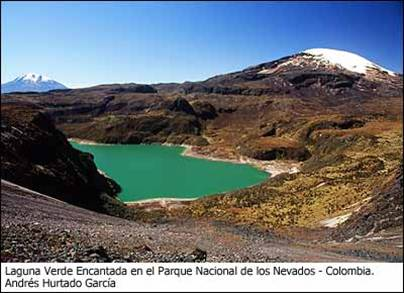 Laguna Verde Encantada en el Parque Nacional de los Nevados - Colombia.
Andrés Hurtado García